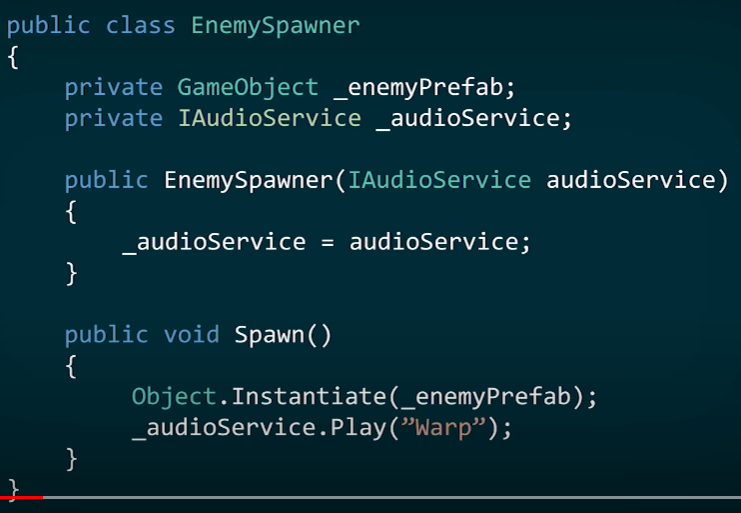 public class EnemySpawner
{
private GameObject _enemyPrefab;
private IAudioService _audioService;
public EnemySpawner(IAudioService audioService)
{
_audioService = audioService;
}
public void Spawn()
{
Object.Instantiate(_enemyPrefab);
_audioService.Play(”Warp”);
}
}